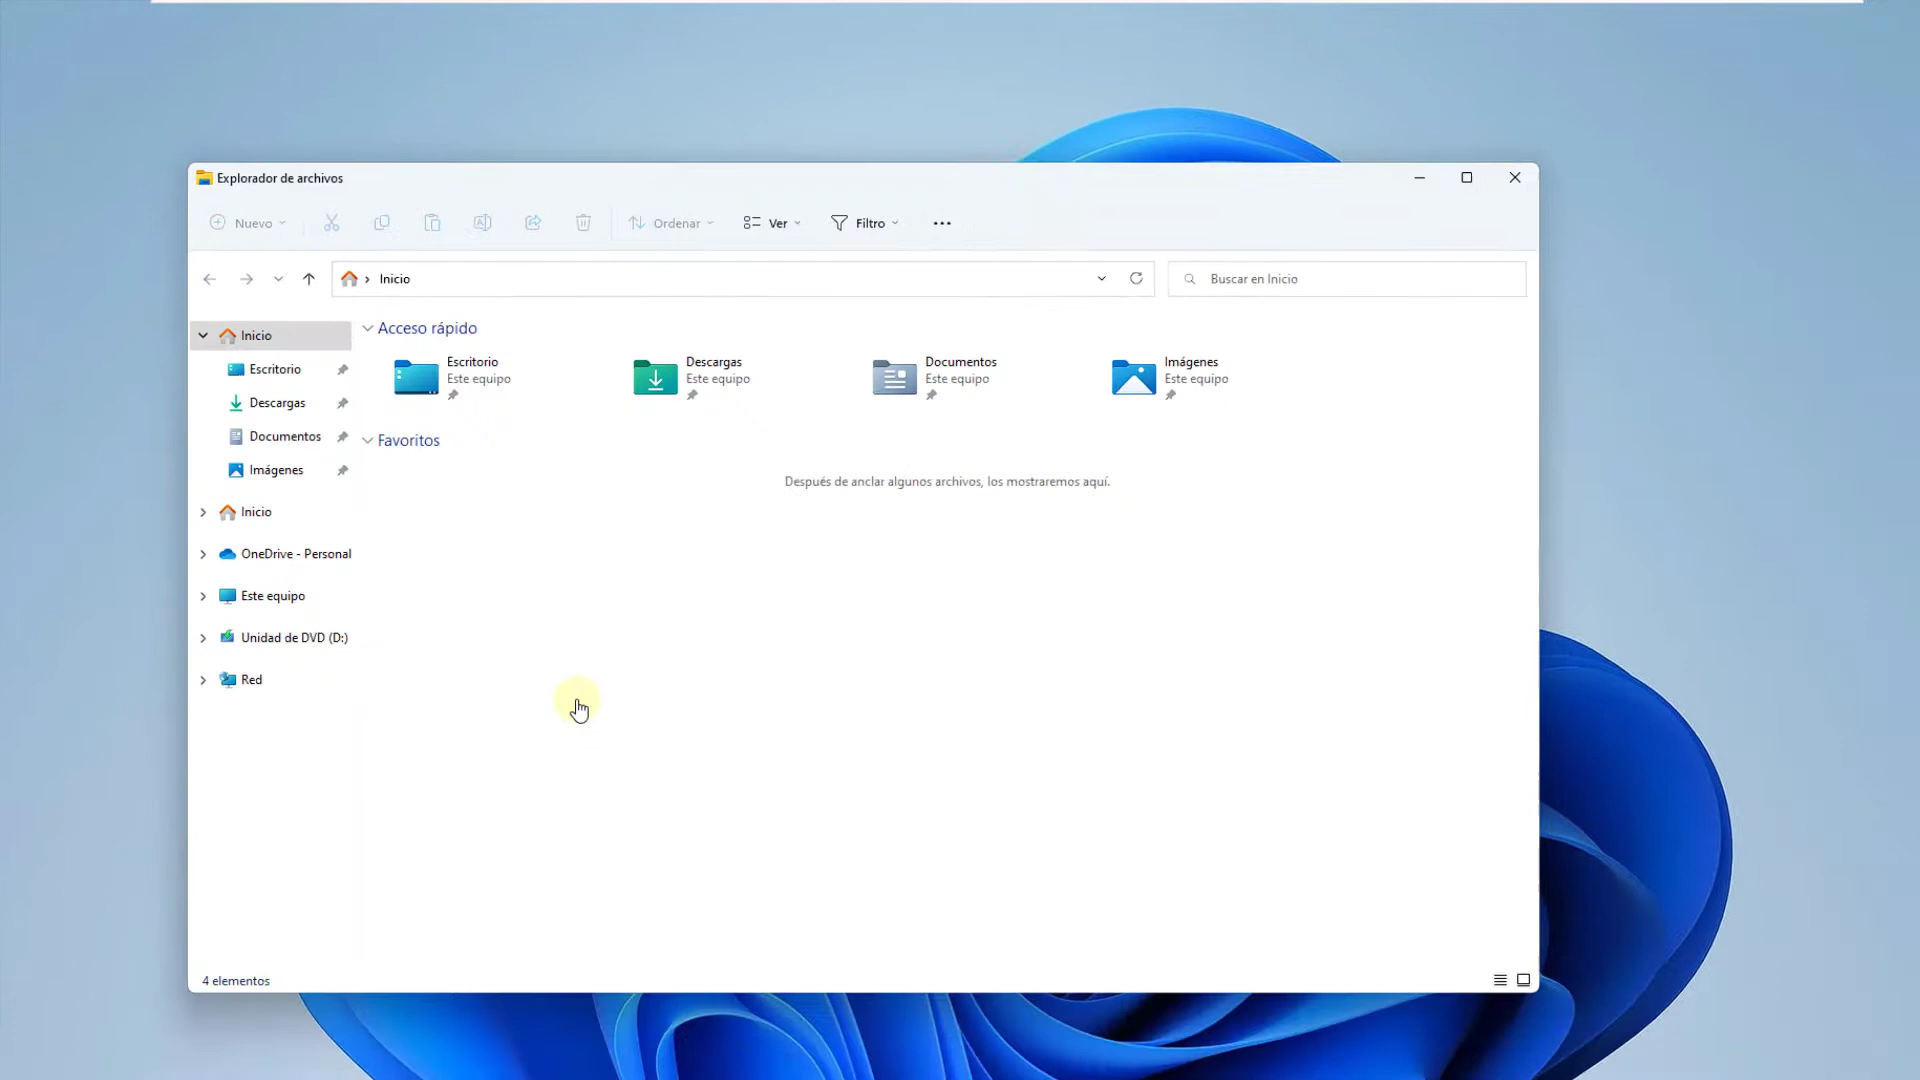 Explorador de archivos
Nuevo
Ordenar
Ver
Filtro
Inicio
Buscar en Inicio
Inicio
Escritorio
Descargas
Documentos
Imágenes
Inicio
OneDrive - Personal
Este equipo
Unidad de DVD (D:)
Red
Acceso rápido
Escritorio
Este equipo
Descargas
Este equipo
Documentos
Este equipo
Imágenes
Este equipo
Favoritos
Después de anclar algunos archivos, los mostraremos aquí.
4 elementos